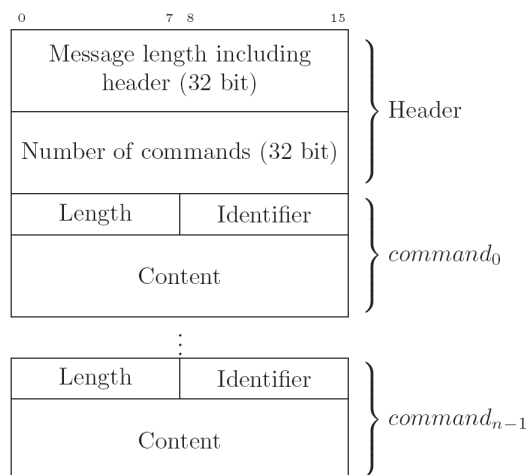 0 7 8 15
Message length including
header (32 bit)
Header
Number of commands (32 bit)
Length Identifier
command₀
Content
⋮
Length Identifier
commandₙ₋₁
Content